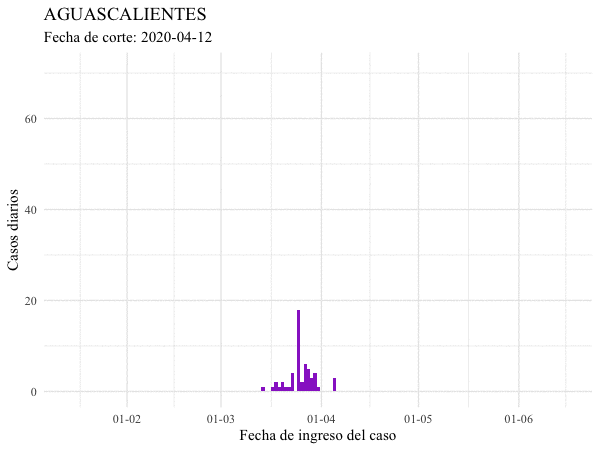 AGUASCALIENTES
Fecha de corte: 2020-04-12
Casos diarios
60
40
20
0
01-02 01-03 01-04 01-05 01-06
Fecha de ingreso del caso